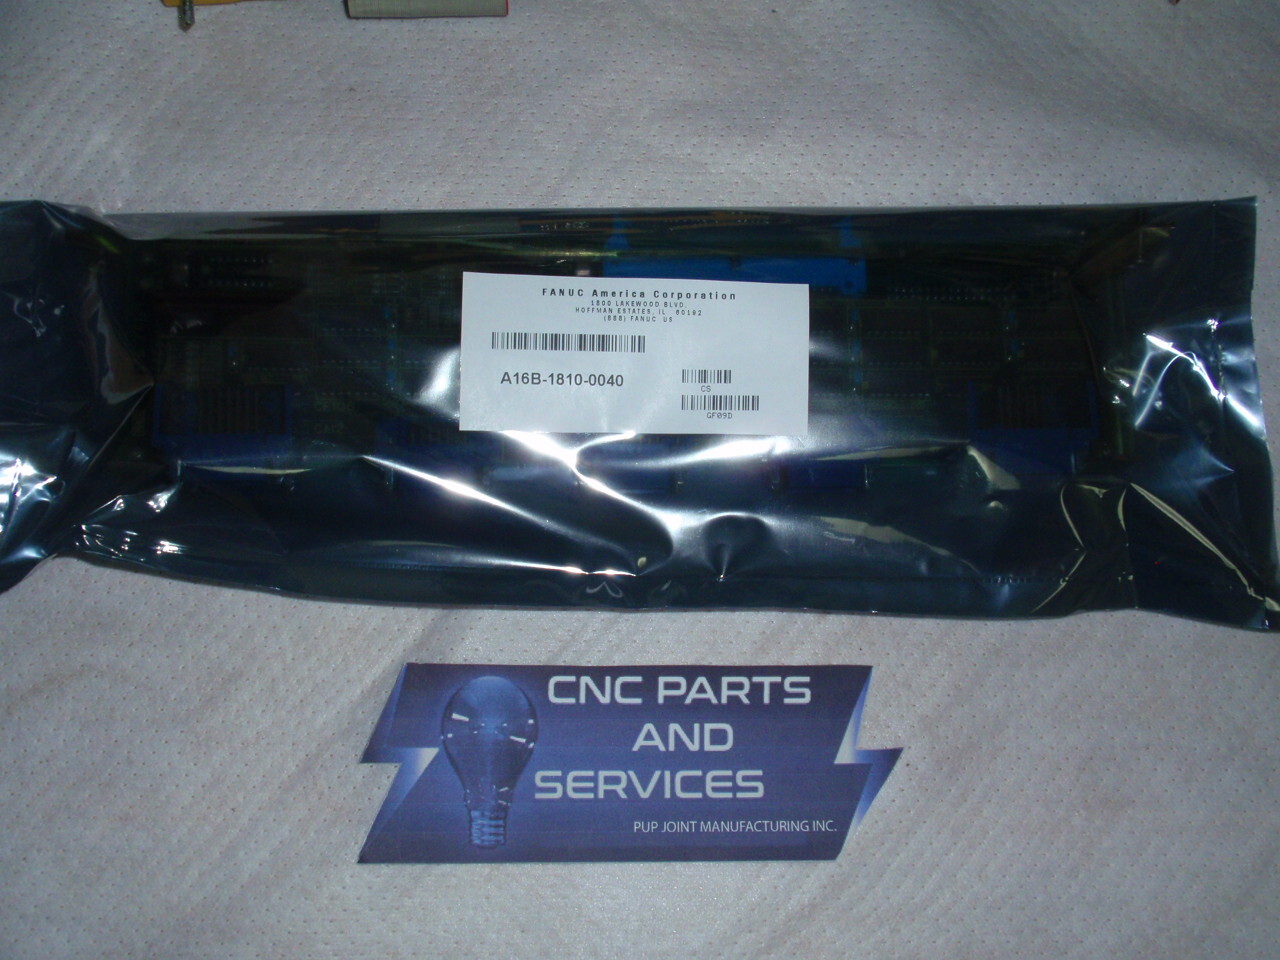 FANUC America Corporation
1800 LAKEWOOD BLVD.
HOFFMAN ESTATES, IL 60192
(888) FANUC US
A16B-1810-0040
CS
GF09D
CNC PARTS
AND
SERVICES
PUP JOINT MANUFACTURING INC.